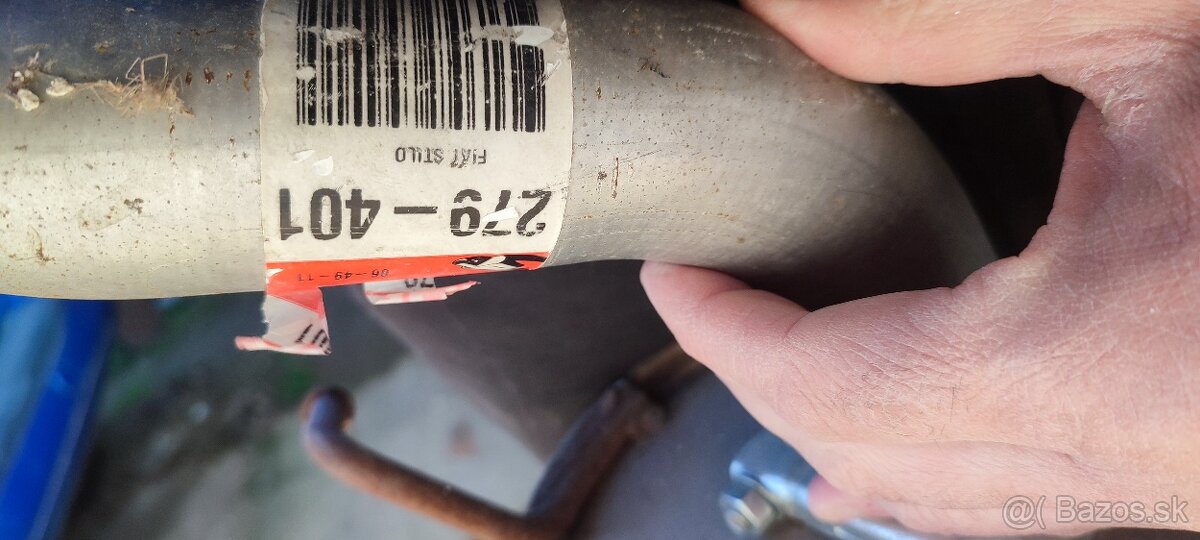 FIAT STILO
279-401
06-49-11
@( Bazos.sk